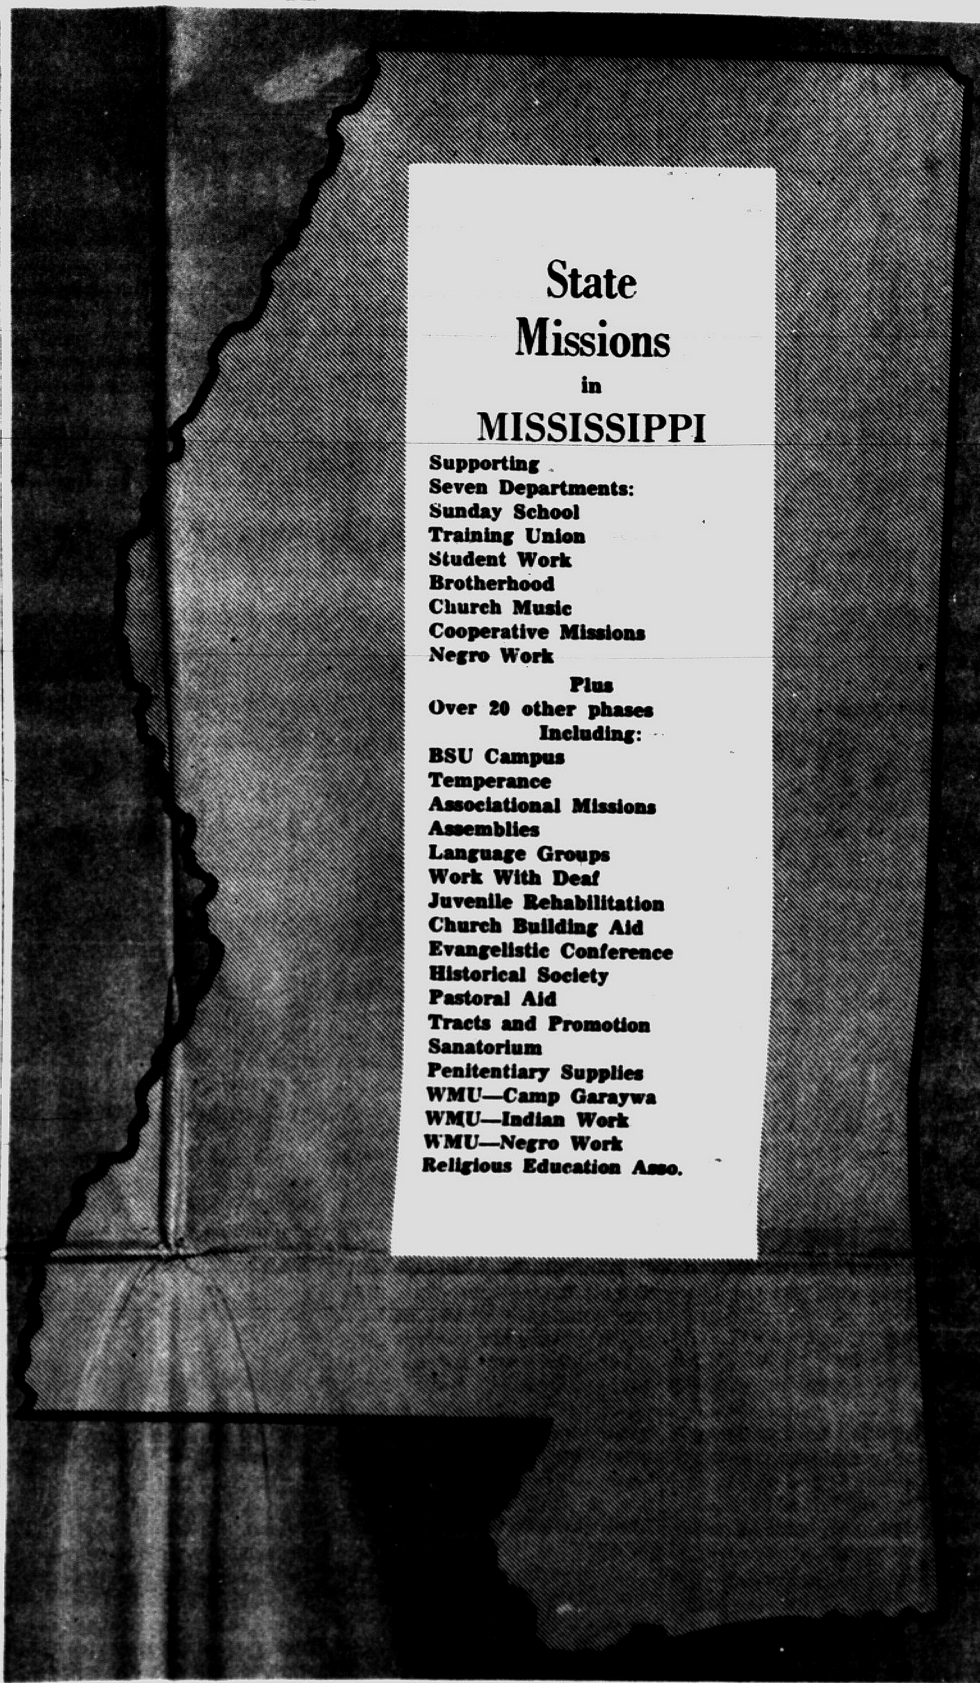 State
Missions
in
MISSISSIPPI
Supporting
Seven Departments:
Sunday School
Training Union
Student Work
Brotherhood
Church Music
Cooperative Missions
Negro Work
Plus
Over 20 other phases
Including:
BSU Campus
Temperance
Associational Missions
Assemblies
Language Groups
Work With Deaf
Juvenile Rehabilitation
Church Building Aid
Evangelistic Conference
Historical Society
Pastoral Aid
Tracts and Promotion
Sanatorium
Penitentiary Supplies
WMU—Camp Garaywa
WMU—Indian Work
WMU—Negro Work
Religious Education Asso.